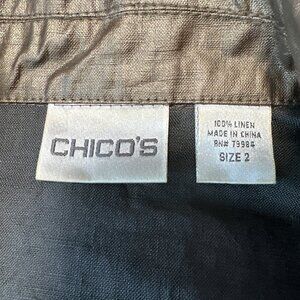 CHICO'S
100% LINEN
MADE IN CHINA
RN# 79984
SIZE 2